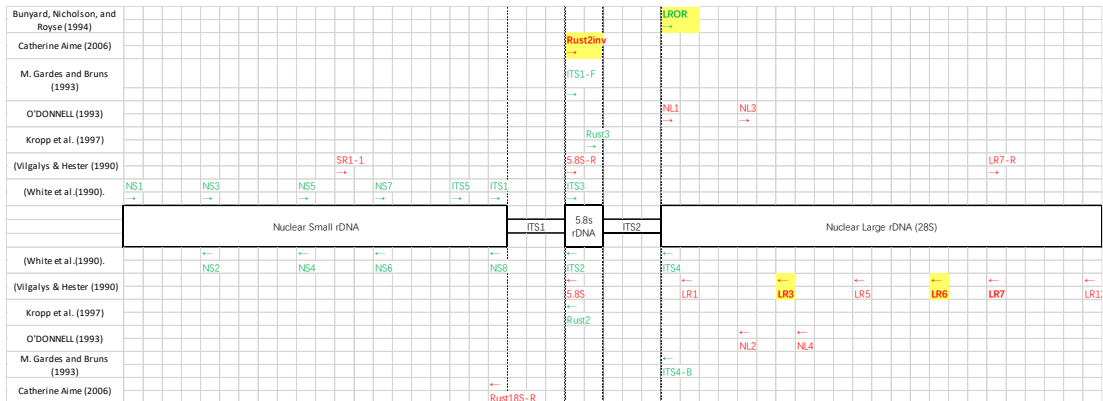 Bunyard, Nicholson, and
Royse (1994)
LROR
Catherine Aime (2006)
Rust2inv
M. Gardes and Bruns
(1993)
ITS1-F
O'DONNELL (1993)
NL1
NL3
Kropp et al. (1997)
Rust3
(Vilgalys & Hester (1990)
SR1-1
5.8S-R
LR7-R
(White et al.(1990).
NS1
NS3
NS5
NS7
ITS5
ITS1
ITS3
Nuclear Small rDNA
ITS1
5.8s
rDNA
ITS2
Nuclear Large rDNA (28S)
(White et al.(1990).
NS2
NS4
NS6
NS8
ITS2
ITS4
(Vilgalys & Hester (1990)
5.8S
LR1
LR3
LR5
LR6
LR7
Kropp et al. (1997)
Rust2
O'DONNELL (1993)
NL2
NL4
M. Gardes and Bruns
(1993)
ITS4-B
Catherine Aime (2006)
Rust18S-R